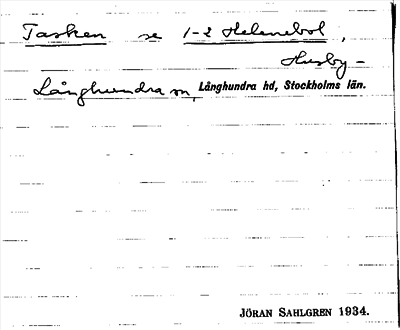 Tasken se 1-2 Helenebol,
Husby-
Långhundra sn, Långhundra hd, Stockholms län.
JÖRAN SAHLGREN 1934.